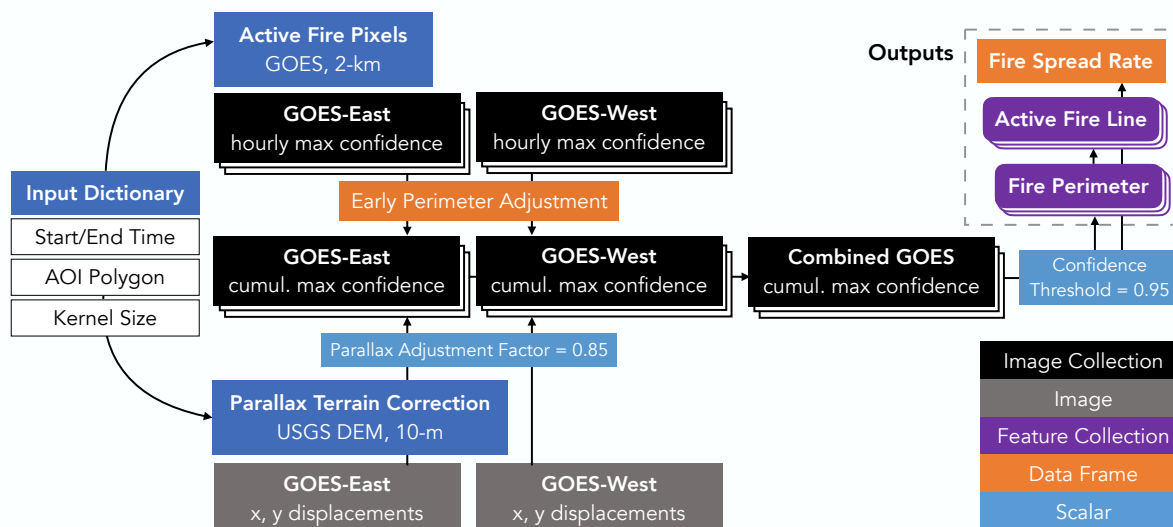 Active Fire Pixels
GOES, 2-km
GOES-East
hourly max confidence
GOES-West
hourly max confidence
Input Dictionary
Start/End Time
AOI Polygon
Kernel Size
Early Perimeter Adjustment
GOES-East
cumul. max confidence
GOES-West
cumul. max confidence
Combined GOES
cumul. max confidence
Parallax Adjustment Factor = 0.85
Parallax Terrain Correction
USGS DEM, 10-m
GOES-East
x, y displacements
GOES-West
x, y displacements
Outputs
Fire Spread Rate
Active Fire Line
Fire Perimeter
Confidence
Threshold = 0.95
Image Collection
Image
Feature Collection
Data Frame
Scalar